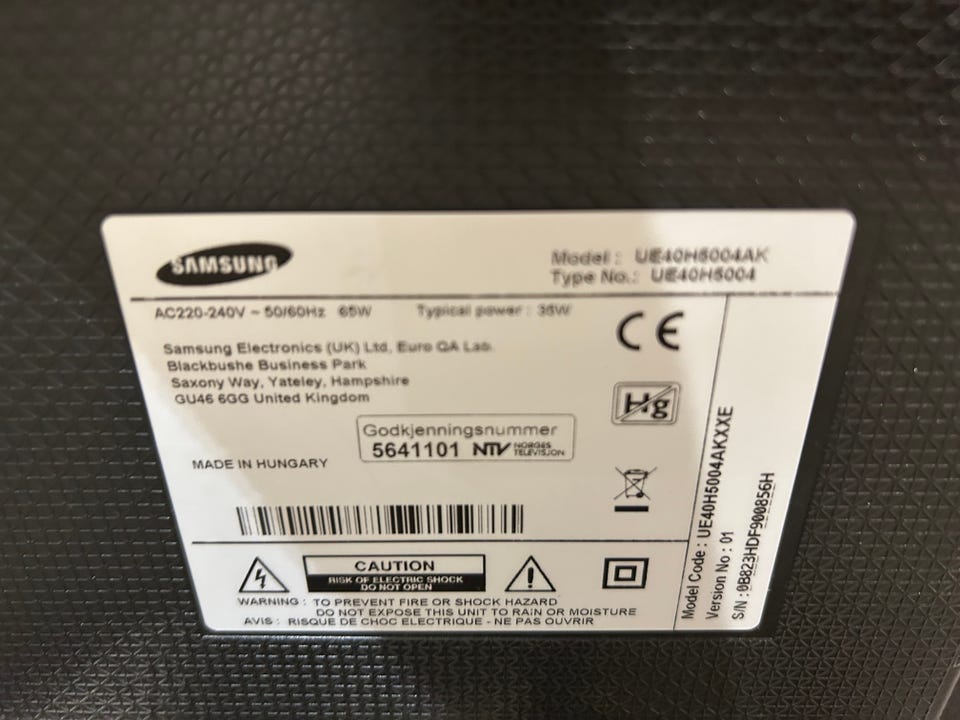 SAMSUNG
Model : UE40H5004AK
Type No.: UE40H5004
AC220-240V ~ 50/60Hz 65W Typical power : 35W
Samsung Electronics (UK) Ltd, Euro QA Lab.
Blackbushe Business Park
Saxony Way, Yateley, Hampshire
GU46 6GG United Kingdom
CE
Hg
Godkjenningsnummer
5641101 NTV NORGES TELEVISJON
MADE IN HUNGARY
CAUTION
RISK OF ELECTRIC SHOCK
DO NOT OPEN
WARNING : TO PREVENT FIRE OR SHOCK HAZARD
DO NOT EXPOSE THIS UNIT TO RAIN OR MOISTURE
AVIS : RISQUE DE CHOC ELECTRIQUE - NE PAS OUVRIR
Model Code : UE40H5004AKXXE
Version No : 01
S/N : 0B823HDF900856H